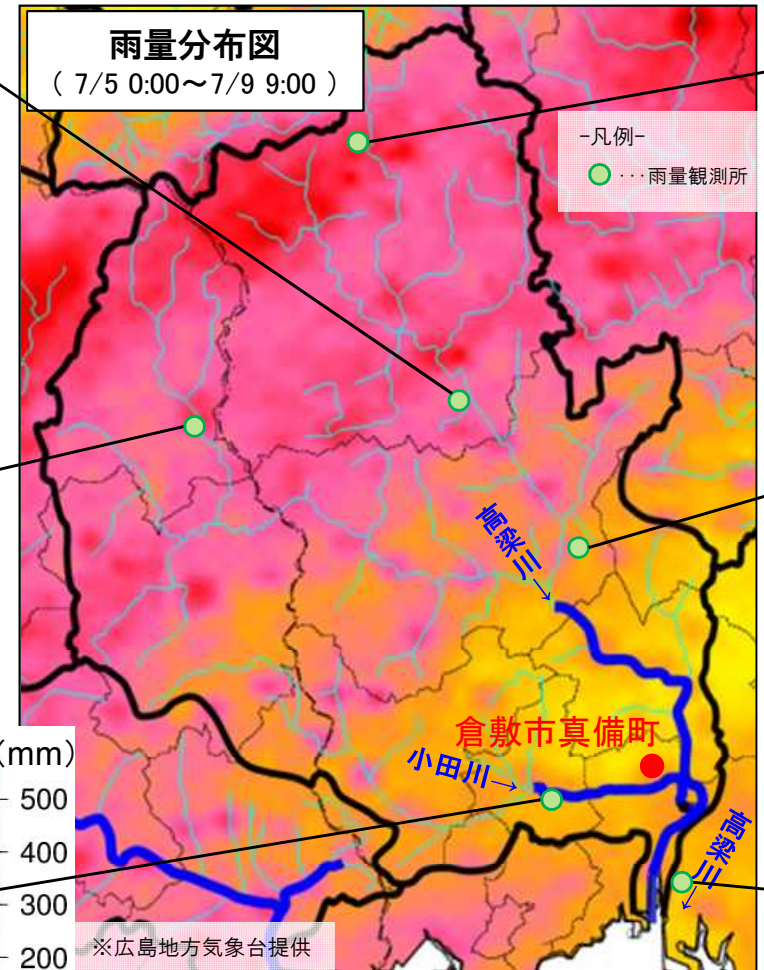 雨量分布図
( 7/5 0:00～7/9 9:00 )
-凡例-
･･･雨量観測所
高梁川→
倉敷市真備町
小田川→
高梁川→
(mm)
500
400
300
200
※広島地方気象台提供